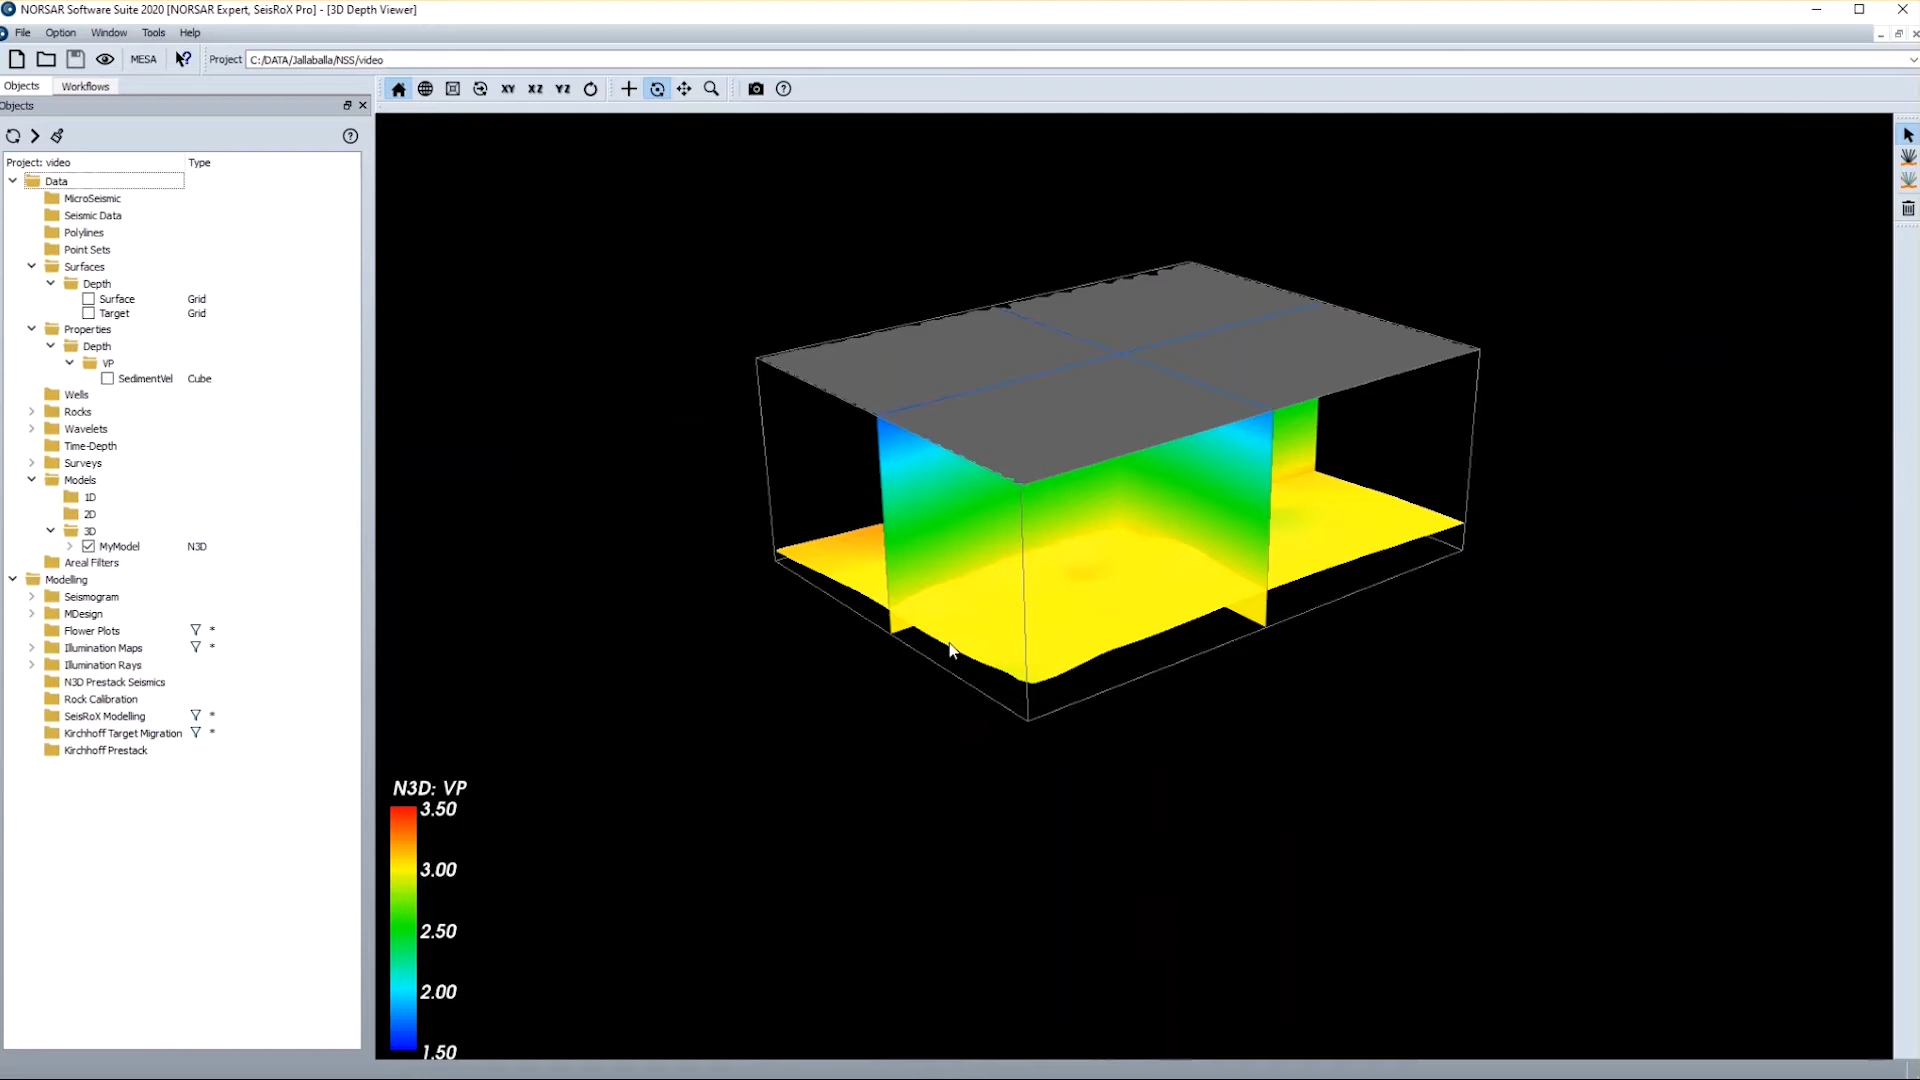 NORSAR Software Suite 2020 [NORSAR Expert, SeisRoX Pro] - [3D Depth Viewer]
File Option Window Tools Help
MESA Project C:/DATA/Jallaballa/NSS/video
Objects Workflows
XY XZ YZ
Objects
Project: video Type
Data
MicroSeismic
Seismic Data
Polylines
Point Sets
Surfaces
Depth
Surface Grid
Target Grid
Properties
Depth
VP
SedimentVel Cube
Wells
Rocks
Wavelets
Time-Depth
Surveys
Models
1D
2D
3D
MyModel N3D
Areal Filters
Modelling
Seismogram
MDesign
Flower Plots *
Illumination Maps *
Illumination Rays
N3D Prestack Seismics
Rock Calibration
SeisRoX Modelling *
Kirchhoff Target Migration *
Kirchhoff Prestack
N3D: VP
3.50
3.00
2.50
2.00
1.50